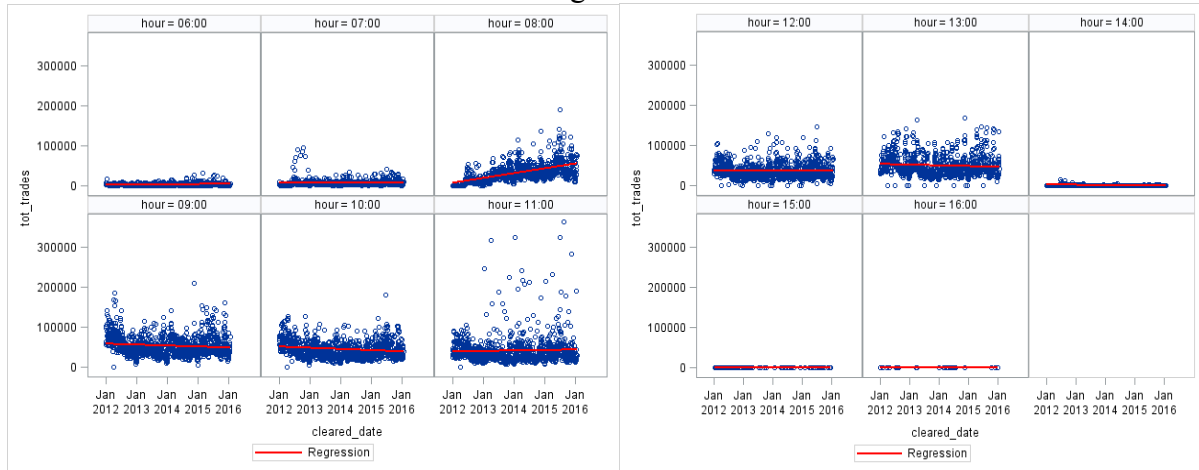 hour = 06:00 hour = 07:00 hour = 08:00
300000
200000
100000
0
hour = 09:00 hour = 10:00 hour = 11:00
300000
200000
100000
0
tot_trades
Jan Jan Jan Jan Jan Jan Jan Jan Jan Jan Jan Jan Jan Jan Jan
2012 2013 2014 2015 2016 2012 2013 2014 2015 2016 2012 2013 2014 2015 2016
cleared_date
Regression
hour = 12:00 hour = 13:00 hour = 14:00
300000
200000
100000
0
hour = 15:00 hour = 16:00
300000
200000
100000
0
tot_trades
Jan Jan Jan Jan Jan Jan Jan Jan Jan Jan Jan Jan Jan Jan Jan
2012 2013 2014 2015 2016 2012 2013 2014 2015 2016 2012 2013 2014 2015 2016
cleared_date
Regression